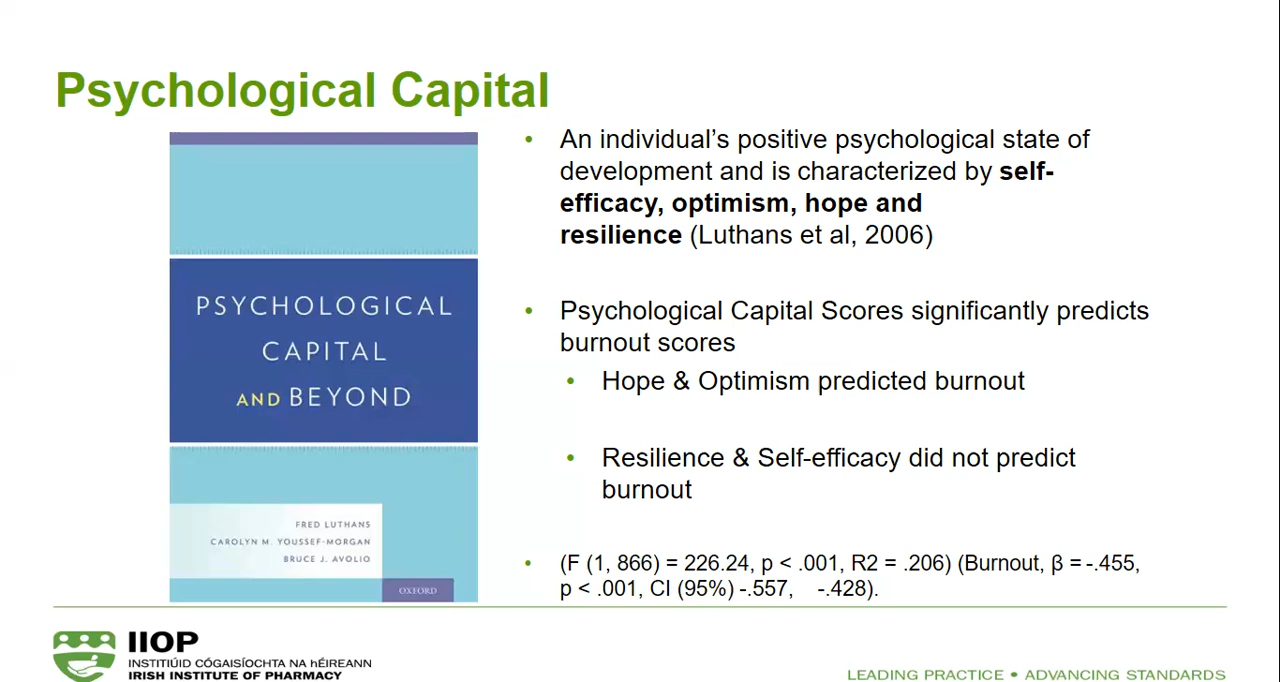 Psychological Capital
PSYCHOLOGICAL
CAPITAL
AND BEYOND
FRED LUTHANS
CAROLYN M. YOUSSEF-MORGAN
BRUCE J. AVOLIO
OXFORD
• An individual’s positive psychological state of
development and is characterized by self-
efficacy, optimism, hope and
resilience (Luthans et al, 2006)
• Psychological Capital Scores significantly predicts
burnout scores
• Hope & Optimism predicted burnout
• Resilience & Self-efficacy did not predict
burnout
• (F (1, 866) = 226.24, p < .001, R2 = .206) (Burnout, β = -.455,
p < .001, CI (95%) -.557, -.428).
IIOP
INSTITIÚID CÓGAISÍOCHTA NA hÉIREANN
IRISH INSTITUTE OF PHARMACY
LEADING PRACTICE • ADVANCING STANDARDS